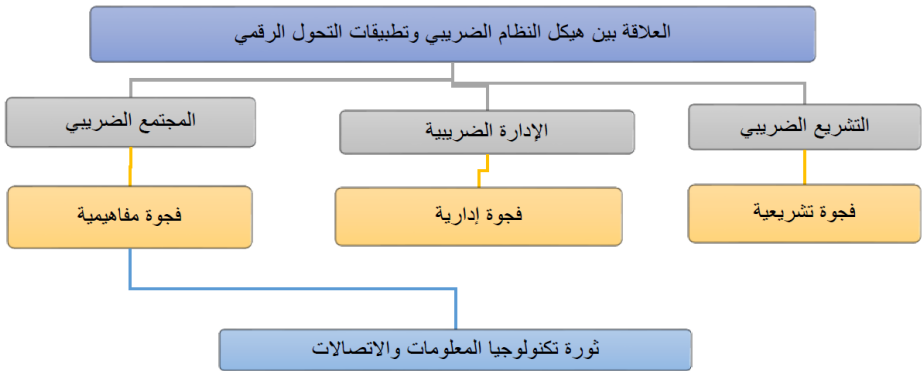 العلاقة بين هيكل النظام الضريبي وتطبيقات التحول الرقمي
التشريع الضريبي
الإدارة الضريبية
المجتمع الضريبي
فجوة تشريعية
فجوة إدارية
فجوة مفاهيمية
ثورة تكنولوجيا المعلومات والاتصالات